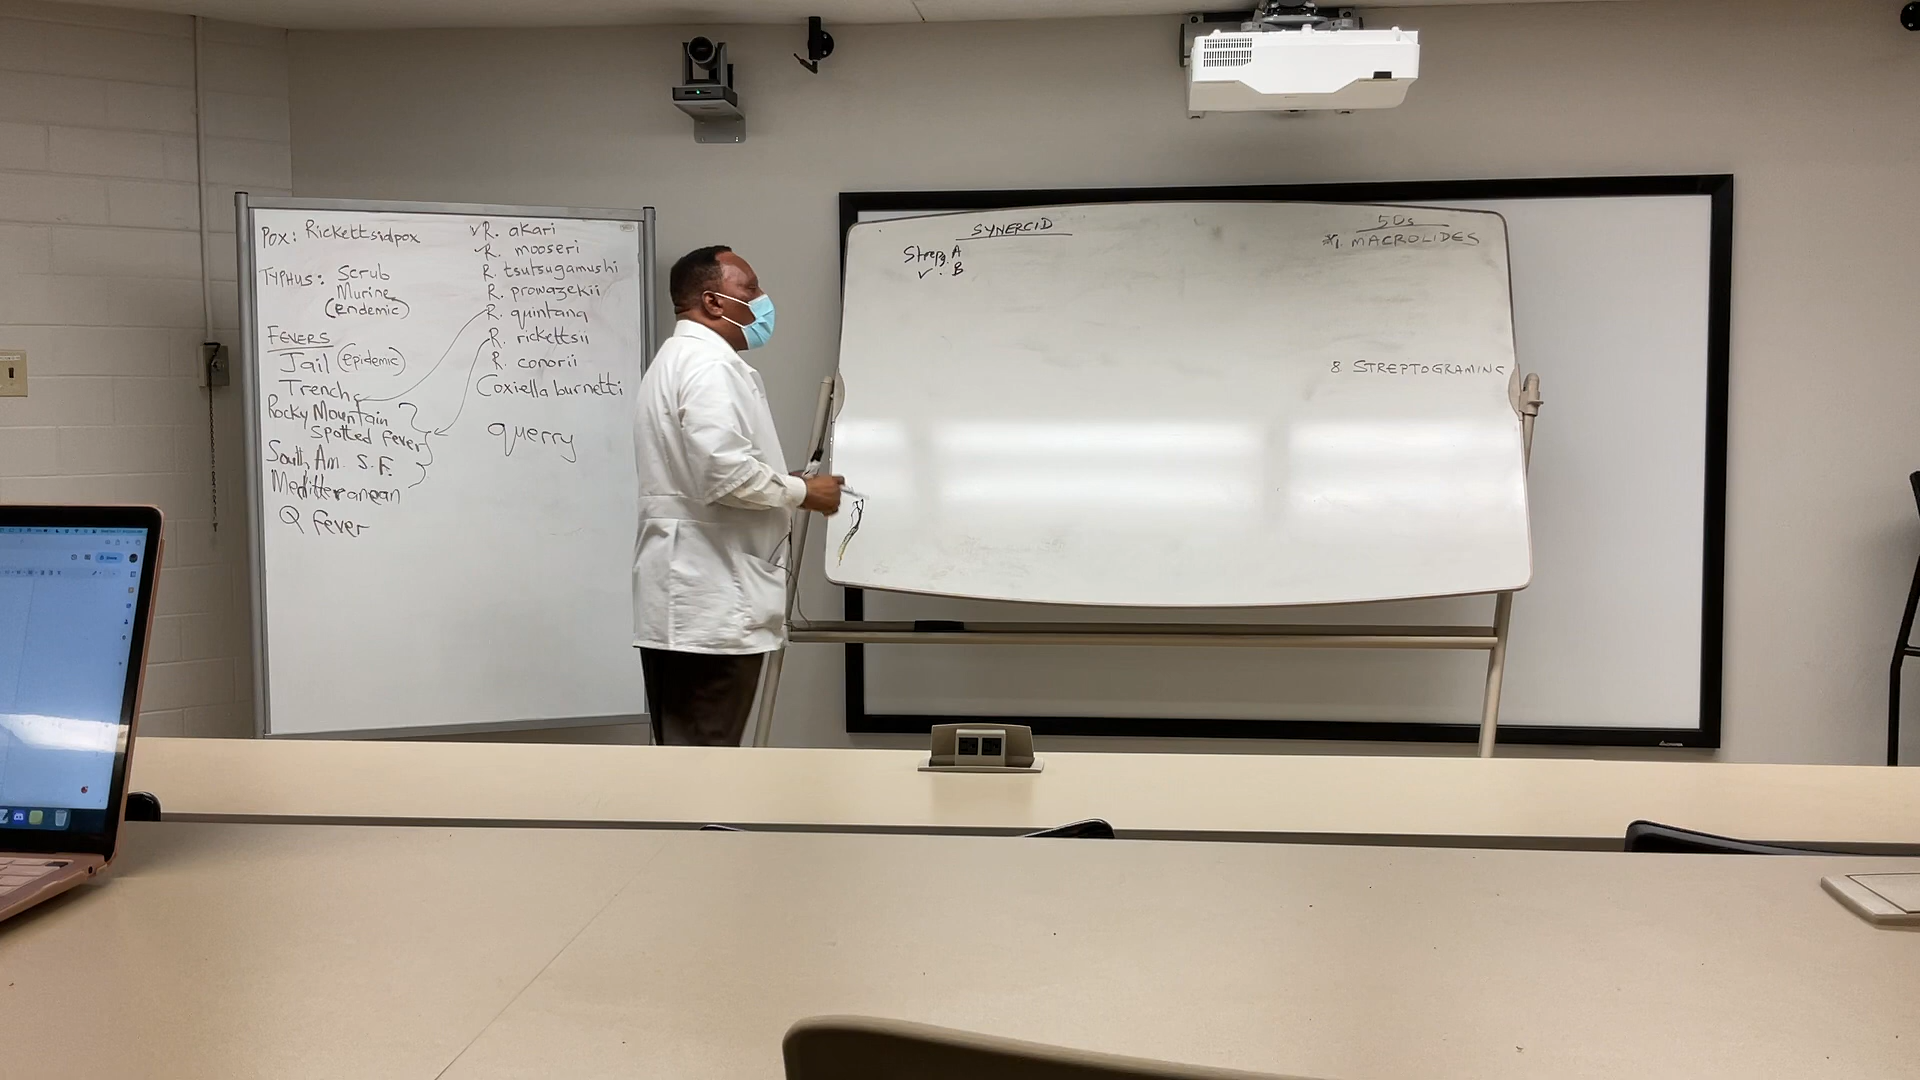 POX: Rickettsialpox
TYPHUS: Scrub
Murine
(endemic)
FEVERS
Jail (epidemic)
Trench
Rocky Mountain
Spotted fever
South Am. S.F.
Mediterranean
Q fever
✓R. akari
R. mooseri
R. tsutsugamushi
R. prowazekii
R. quintana
R. rickettsii
R. conorii
Coxiella burnetti
querry
SYNERCID
Strepg. A
✓ . B
50s
*1. MACROLIDES
8 STREPTOGRAMINS